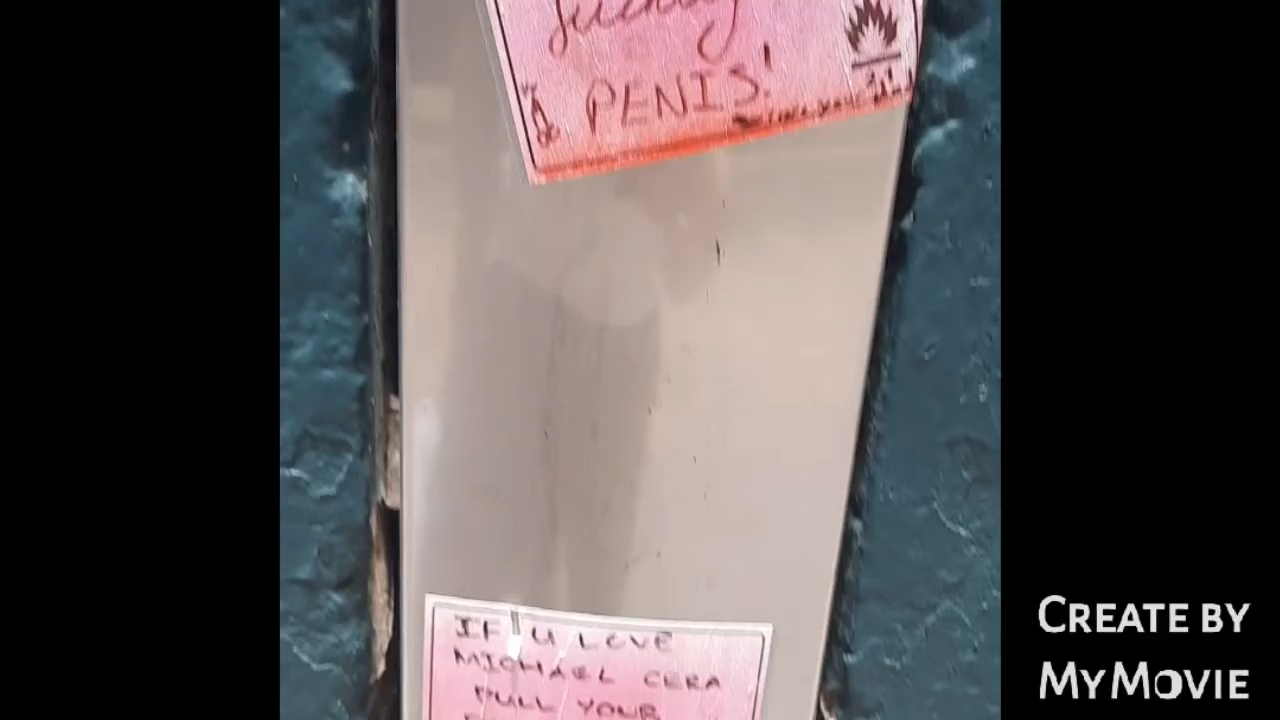 PENIS!
IF U LOVE
MICHAEL CERA
PULL YOUR
CREATE BY
MYMOVIE